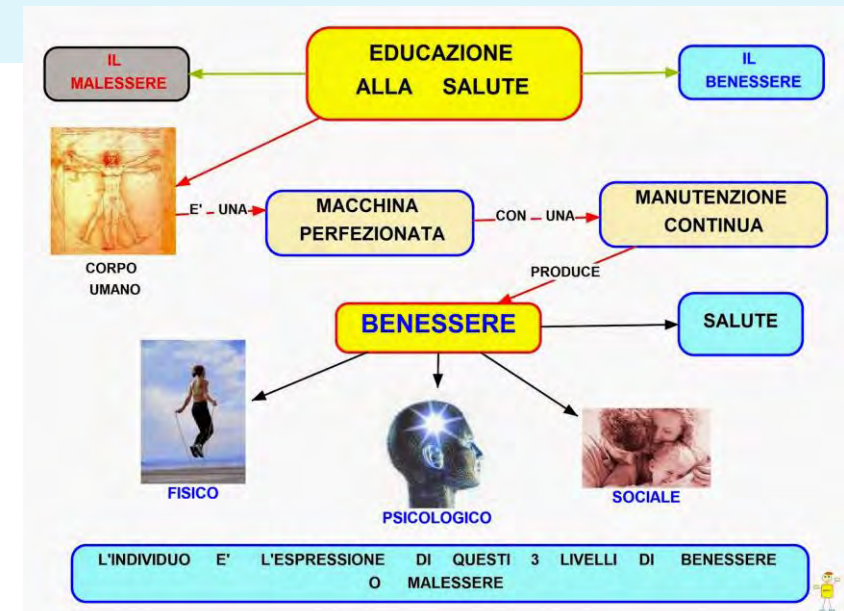 EDUCAZIONE
ALLA SALUTE
IL
MALESSERE
IL
BENESSERE
CORPO
UMANO
E' UNA
MACCHINA
PERFEZIONATA
CON UNA
MANUTENZIONE
CONTINUA
PRODUCE
BENESSERE
SALUTE
FISICO
PSICOLOGICO
SOCIALE
L'INDIVIDUO E' L'ESPRESSIONE DI QUESTI 3 LIVELLI DI BENESSERE
O MALESSERE